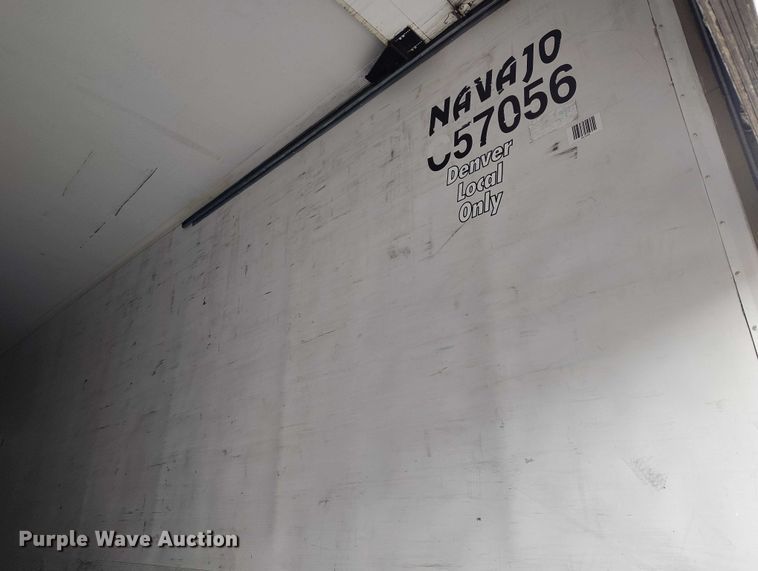 NAVAJO
57056
Denver
Local
Only
Purple Wave Auction